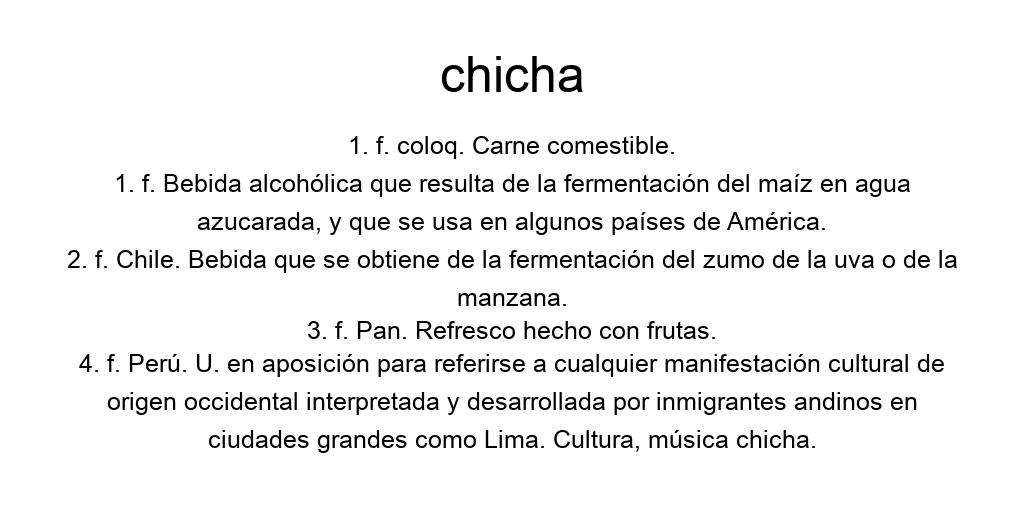 chicha
1. f. coloq. Carne comestible.
1. f. Bebida alcohólica que resulta de la fermentación del maíz en agua
azucarada, y que se usa en algunos países de América.
2. f. Chile. Bebida que se obtiene de la fermentación del zumo de la uva o de la
manzana.
3. f. Pan. Refresco hecho con frutas.
4. f. Perú. U. en aposición para referirse a cualquier manifestación cultural de
origen occidental interpretada y desarrollada por inmigrantes andinos en
ciudades grandes como Lima. Cultura, música chicha.